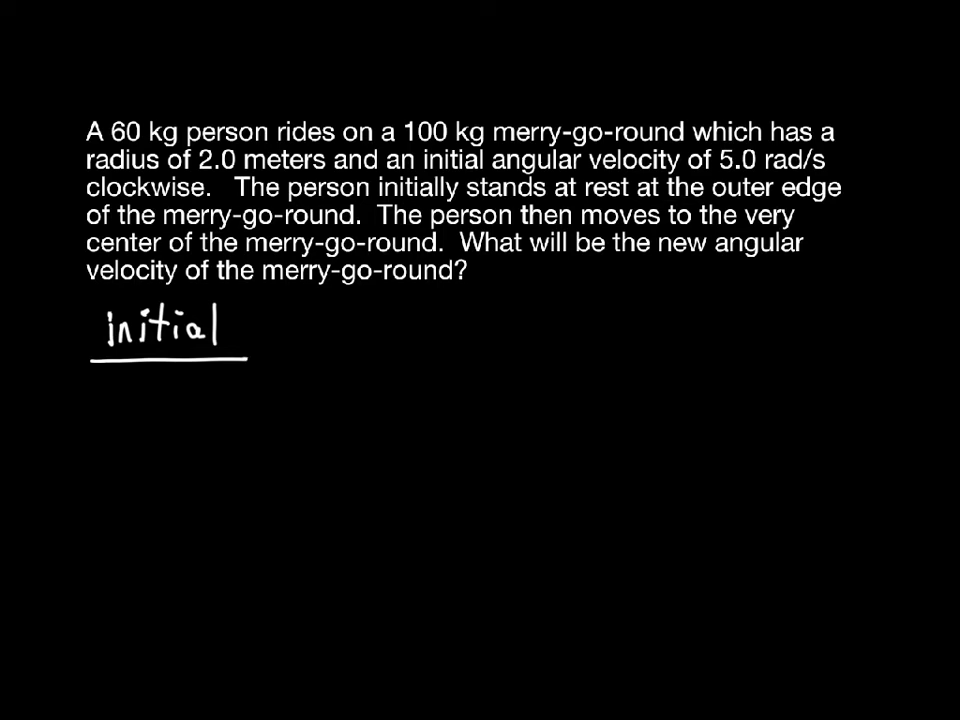 A 60 kg person rides on a 100 kg merry-go-round which has a
radius of 2.0 meters and an initial angular velocity of 5.0 rad/s
clockwise. The person initially stands at rest at the outer edge
of the merry-go-round. The person then moves to the very
center of the merry-go-round. What will be the new angular
velocity of the merry-go-round?
initial